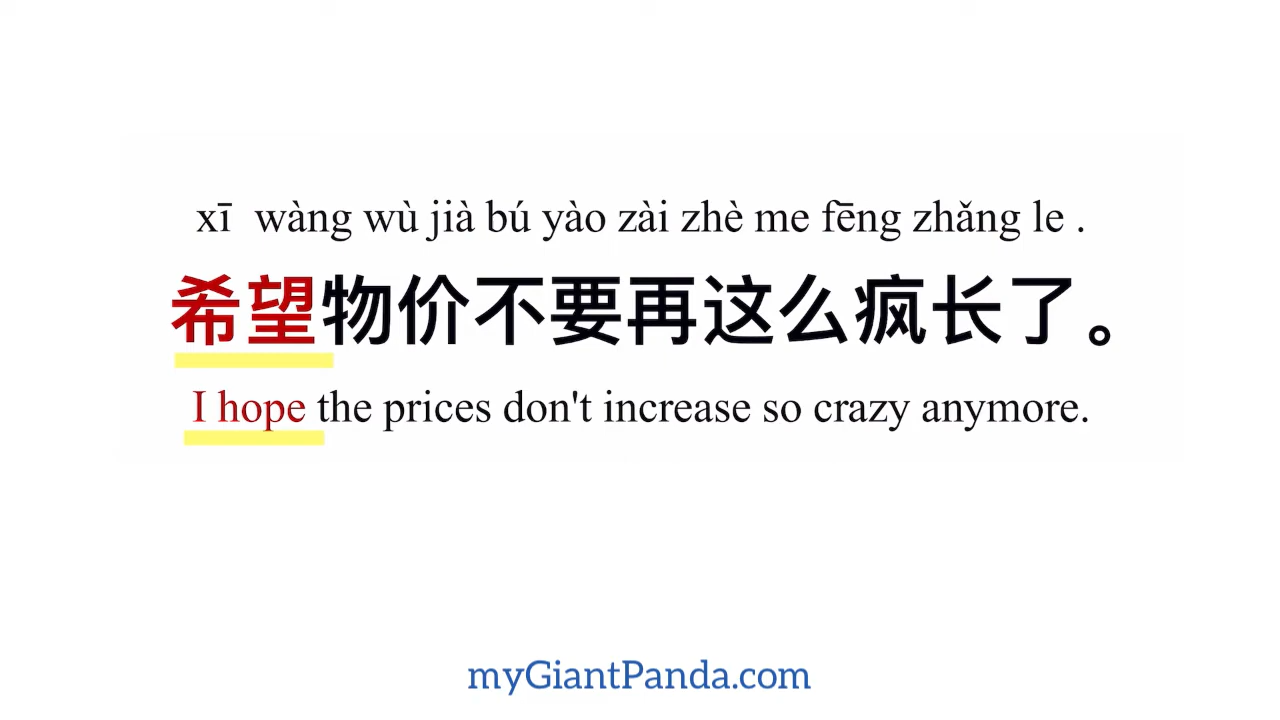 xī wàng wù jià bú yào zài zhè me fēng zhǎng le .
希望物价不要再这么疯长了。
I hope the prices don't increase so crazy anymore.
myGiantPanda.com